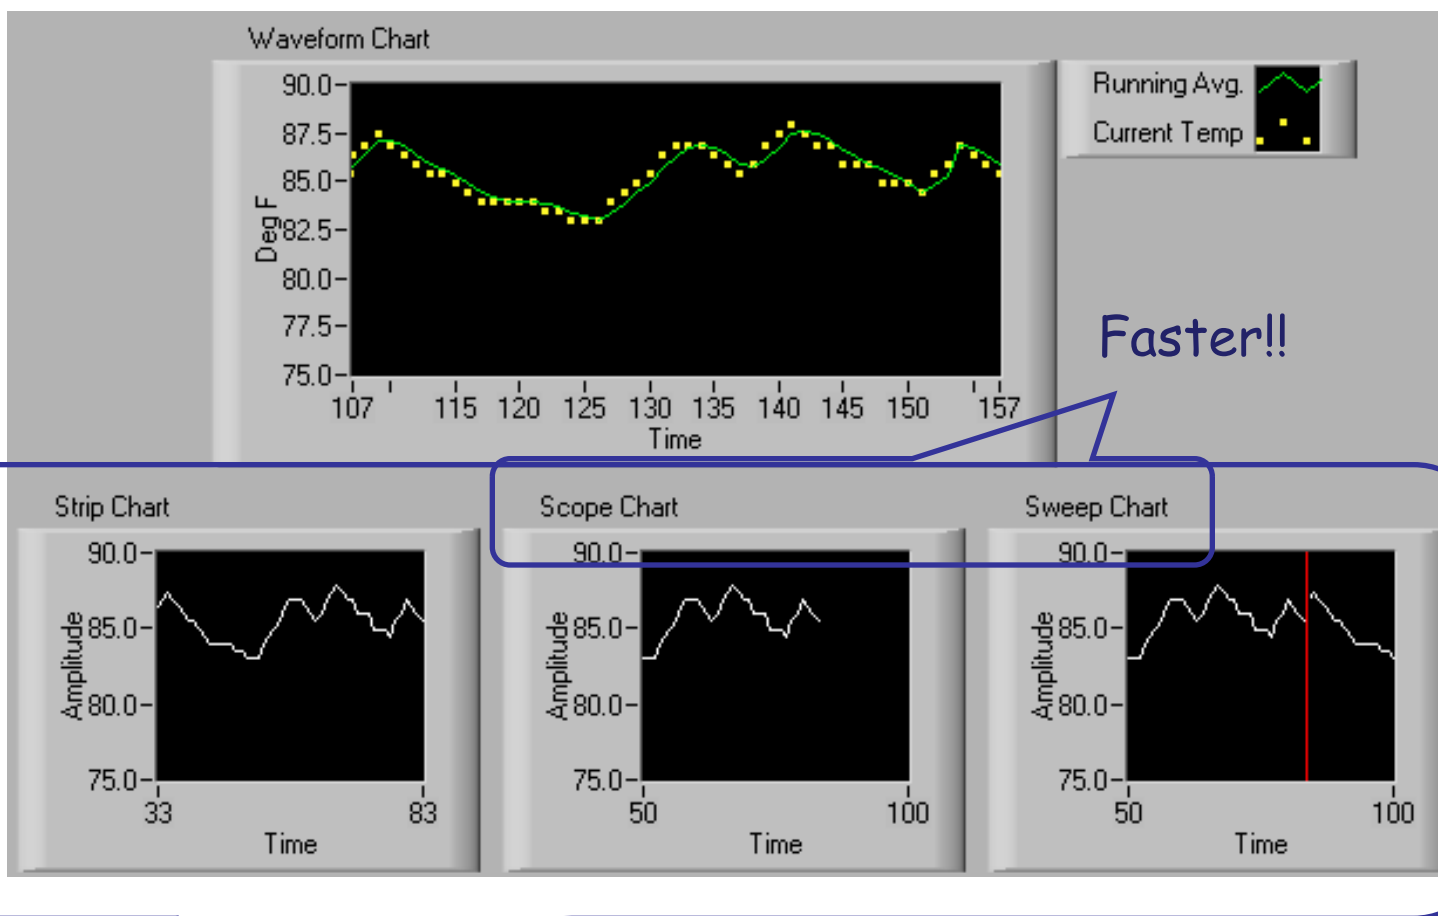 Waveform Chart
90.0
87.5
85.0
82.5
80.0
77.5
75.0
Deg F
107 115 120 125 130 135 140 145 150 157
Time
Running Avg.
Current Temp
Faster!!
Strip Chart
90.0
85.0
80.0
75.0
Amplitude
33 83
Time
Scope Chart
90.0
85.0
80.0
75.0
Amplitude
50 100
Time
Sweep Chart
90.0
85.0
80.0
75.0
Amplitude
50 100
Time